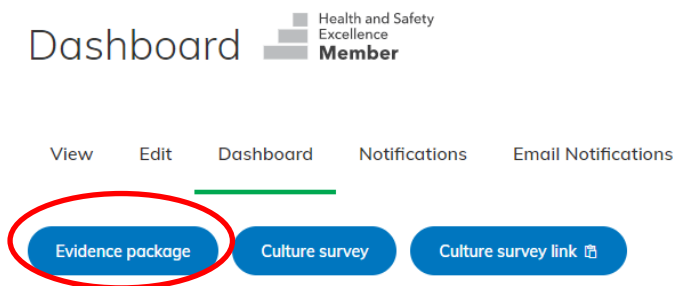 Dashboard
Health and Safety
Excellence
Member
View Edit Dashboard Notifications Email Notifications
Evidence package Culture survey Culture survey link